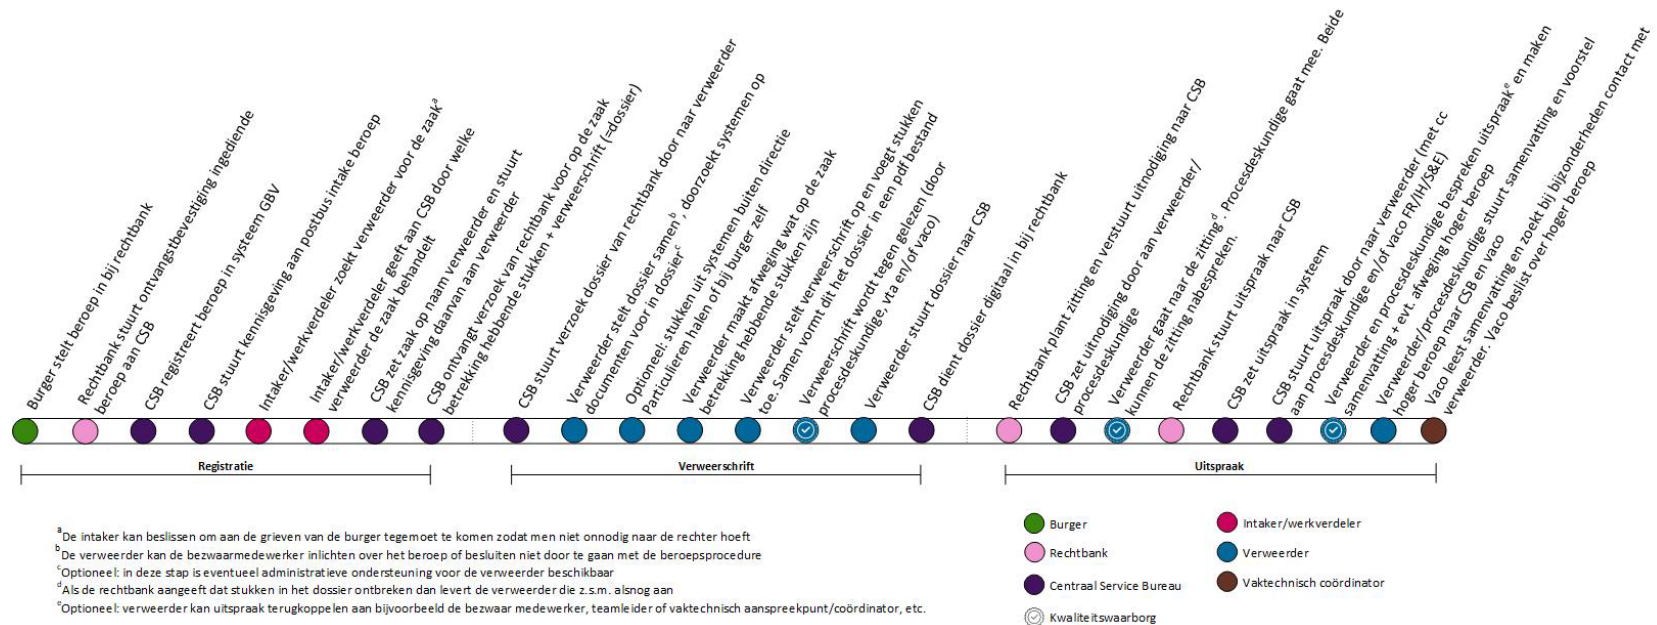 Burger stelt beroep in bij rechtbank
Rechtbank stuurt ontvangstbevestiging ingediende
beroep aan CSB
CSB registreert beroep in systeem GBV
CSB stuurt kennisgeving aan postbus intake beroep
Intaker/werkverdeler zoekt verweerder voor de zaak^a
Intaker/werkverdeler geeft aan CSB door welke
verweerder de zaak behandelt
CSB zet zaak op naam verweerder en stuurt
kennisgeving daarvan aan verweerder
CSB ontvangt verzoek van rechtbank voor op de zaak
betrekking hebbende stukken + verweerschrift (=dossier)
CSB stuurt verzoek dossier van rechtbank door naar verweerder
Verweerder stelt dossier samen^b, doorzoekt systemen op
documenten voor in dossier^c
Optioneel: stukken uit systemen buiten directie
Particulieren halen of bij burger zelf
Verweerder maakt afweging wat op de zaak
betrekking hebbende stukken zijn
Verweerder stelt verweerschrift op en voegt stukken
toe. Samen vormt dit het dossier in een pdf bestand
Verweerschrift wordt tegen gelezen (door
procesdeskundige, vta en/of vaco)
Verweerder stuurt dossier naar CSB
CSB dient dossier digitaal in bij rechtbank
Rechtbank plant zitting en verstuurt uitnodiging naar CSB
CSB zet uitnodiging door aan verweerder/
procesdeskundige
Verweerder gaat naar de zitting^d. Procesdeskundige gaat mee. Beide
kunnen de zitting nabespreken.
Rechtbank stuurt uitspraak naar CSB
CSB zet uitspraak in systeem
CSB stuurt uitspraak door naar verweerder (met cc
aan procesdeskundige en/of vaco FR/IH/S&E)
Verweerder en procesdeskundige bespreken uitspraak^e en maken
samenvatting + evt. afweging hoger beroep
Verweerder/procesdeskundige stuurt samenvatting en voorstel
hoger beroep naar CSB en vaco
Vaco leest samenvatting en zoekt bij bijzonderheden contact met
verweerder. Vaco beslist over hoger beroep
Registratie
Verweerschrift
Uitspraak
^aDe intaker kan beslissen om aan de grieven van de burger tegemoet te komen zodat men niet onnodig naar de rechter hoeft
^bDe verweerder kan de bezwaarmedewerker inlichten over het beroep of besluiten niet door te gaan met de beroepsprocedure
^cOptioneel: in deze stap is eventueel administratieve ondersteuning voor de verweerder beschikbaar
^dAls de rechtbank aangeeft dat stukken in het dossier ontbreken dan levert de verweerder die z.s.m. alsnog aan
^eOptioneel: verweerder kan uitspraak terugkoppelen aan bijvoorbeeld de bezwaar medewerker, teamleider of vaktechnisch aanspreekpunt/coördinator, etc.
Burger
Rechtbank
Centraal Service Bureau
Kwaliteitswaarborg
Intaker/werkverdeler
Verweerder
Vaktechnisch coördinator